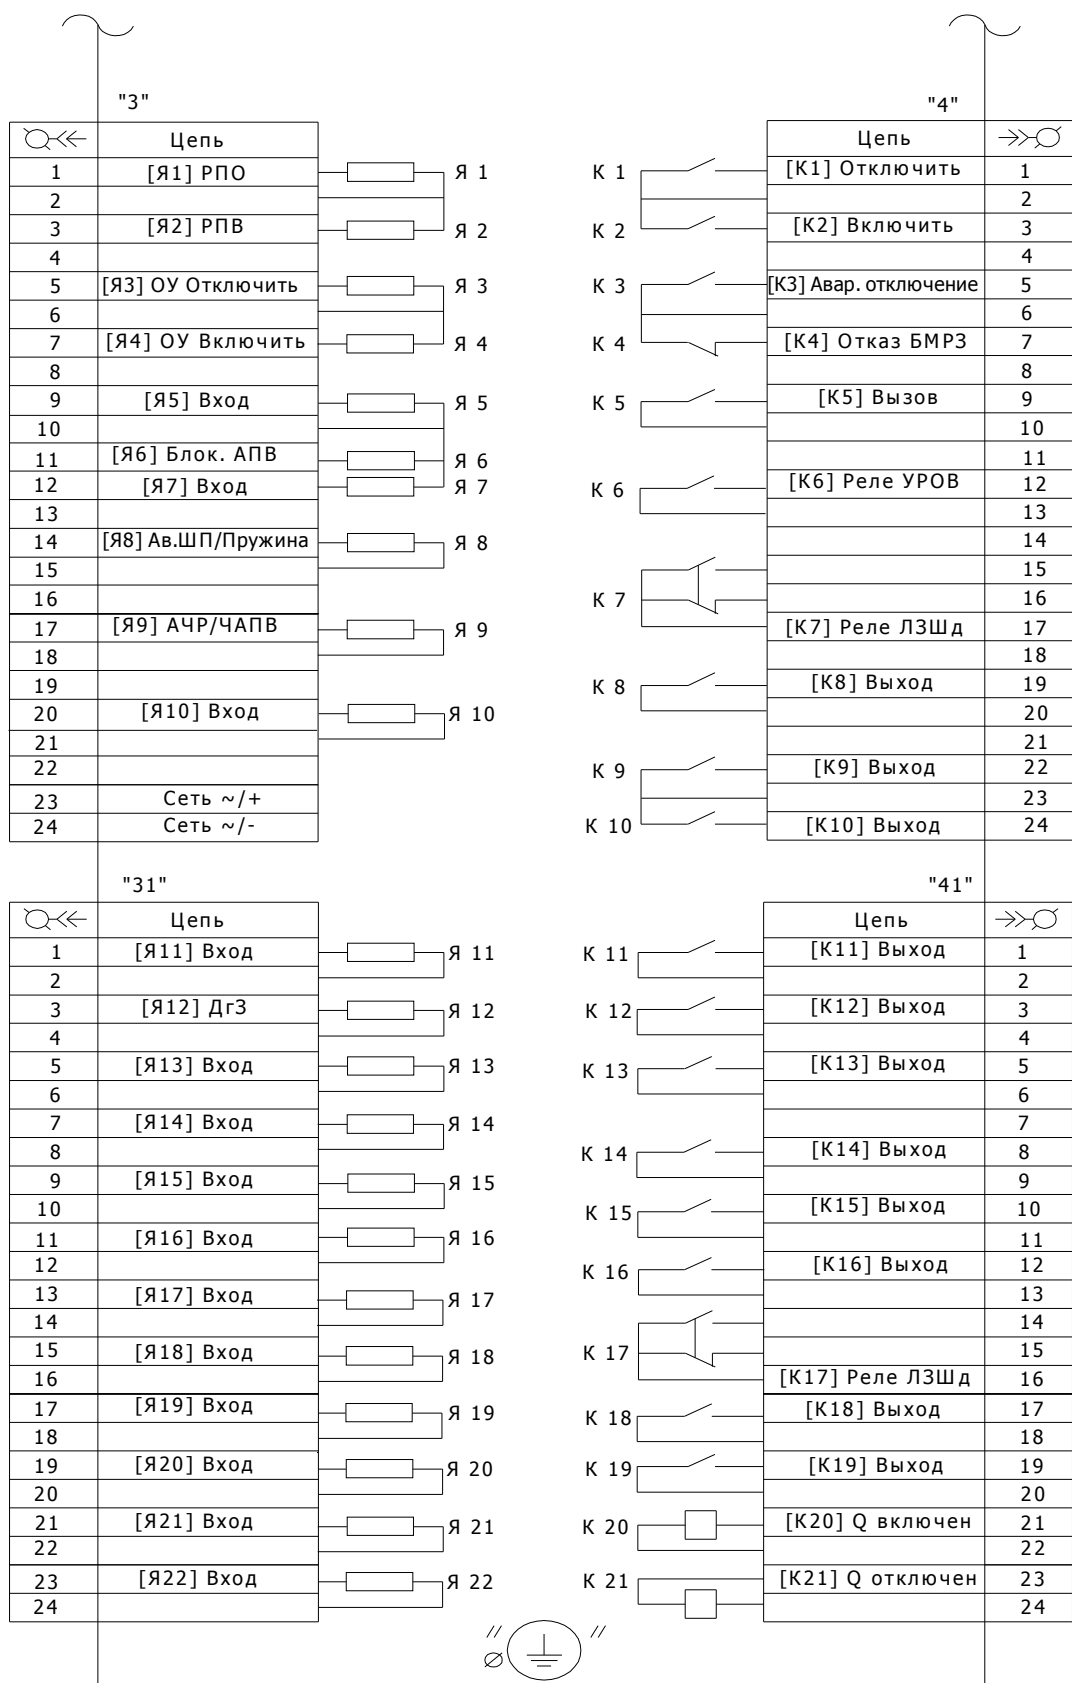 "3"
Цепь
1 [Я1] РПО Я 1
2
3 [Я2] РПВ Я 2
4
5 [Я3] ОУ Отключить Я 3
6
7 [Я4] ОУ Включить Я 4
8
9 [Я5] Вход Я 5
10
11 [Я6] Блок. АПВ Я 6
12 [Я7] Вход Я 7
13
14 [Я8] Ав.ШП/Пружина Я 8
15
16
17 [Я9] АЧР/ЧАПВ Я 9
18
19
20 [Я10] Вход Я 10
21
22
23 Сеть ~/+
24 Сеть ~/-
"4"
Цепь
К 1 [К1] Отключить 1
2
К 2 [К2] Включить 3
4
К 3 [К3] Авар. отключение 5
6
К 4 [К4] Отказ БМРЗ 7
8
К 5 [К5] Вызов 9
10
11
К 6 [К6] Реле УРОВ 12
13
14
15
К 7 16
[К7] Реле ЛЗШд 17
18
К 8 [К8] Выход 19
20
21
К 9 [К9] Выход 22
23
К 10 [К10] Выход 24
"31"
Цепь
1 [Я11] Вход Я 11
2
3 [Я12] ДгЗ Я 12
4
5 [Я13] Вход Я 13
6
7 [Я14] Вход Я 14
8
9 [Я15] Вход Я 15
10
11 [Я16] Вход Я 16
12
13 [Я17] Вход Я 17
14
15 [Я18] Вход Я 18
16
17 [Я19] Вход Я 19
18
19 [Я20] Вход Я 20
20
21 [Я21] Вход Я 21
22
23 [Я22] Вход Я 22
24
"41"
Цепь
К 11 [К11] Выход 1
2
К 12 [К12] Выход 3
4
К 13 [К13] Выход 5
6
7
К 14 [К14] Выход 8
9
К 15 [К15] Выход 10
11
К 16 [К16] Выход 12
13
14
К 17 15
[К17] Реле ЛЗШд 16
К 18 [К18] Выход 17
18
К 19 [К19] Выход 19
20
К 20 [К20] Q включен 21
22
К 21 [К21] Q отключен 23
24